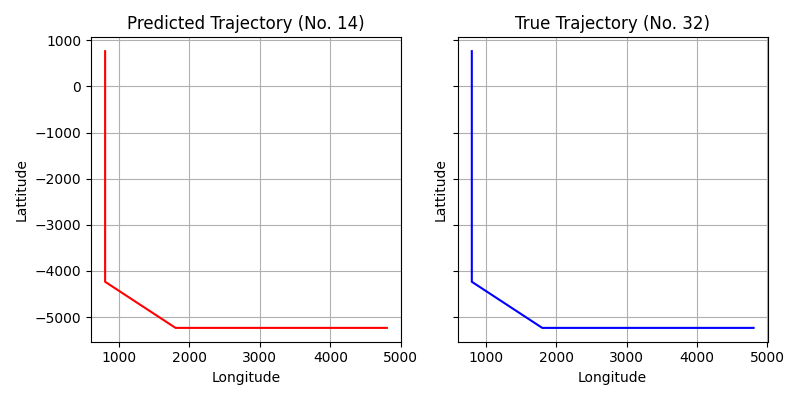 Predicted Trajectory (No. 14)
True Trajectory (No. 32)
1000
0
−1000
−2000
−3000
−4000
−5000
Lattitude
Lattitude
1000 2000 3000 4000 5000
1000 2000 3000 4000 5000
Longitude
Longitude